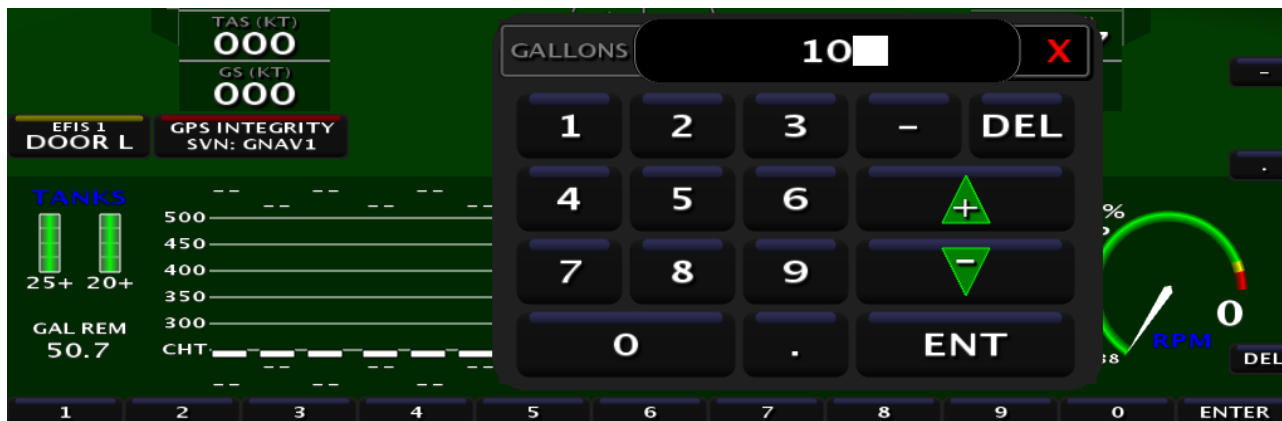 TAS (KT)
000
GS (KT)
000
EFIS 1
DOOR L
GPS INTEGRITY
SVN: GNAV1
GALLONS 10 X
1 2 3 - DEL
4 5 6 +
7 8 9 -
0 . ENT
-
.
DEL
TANKS
25+ 20+
GAL REM
50.7
-- -- --
-- -- --
500
450
400
350
300
CHT
-- -- --
-- -- --
%
0
RPM
1 2 3 4 5 6 7 8 9 0 ENTER